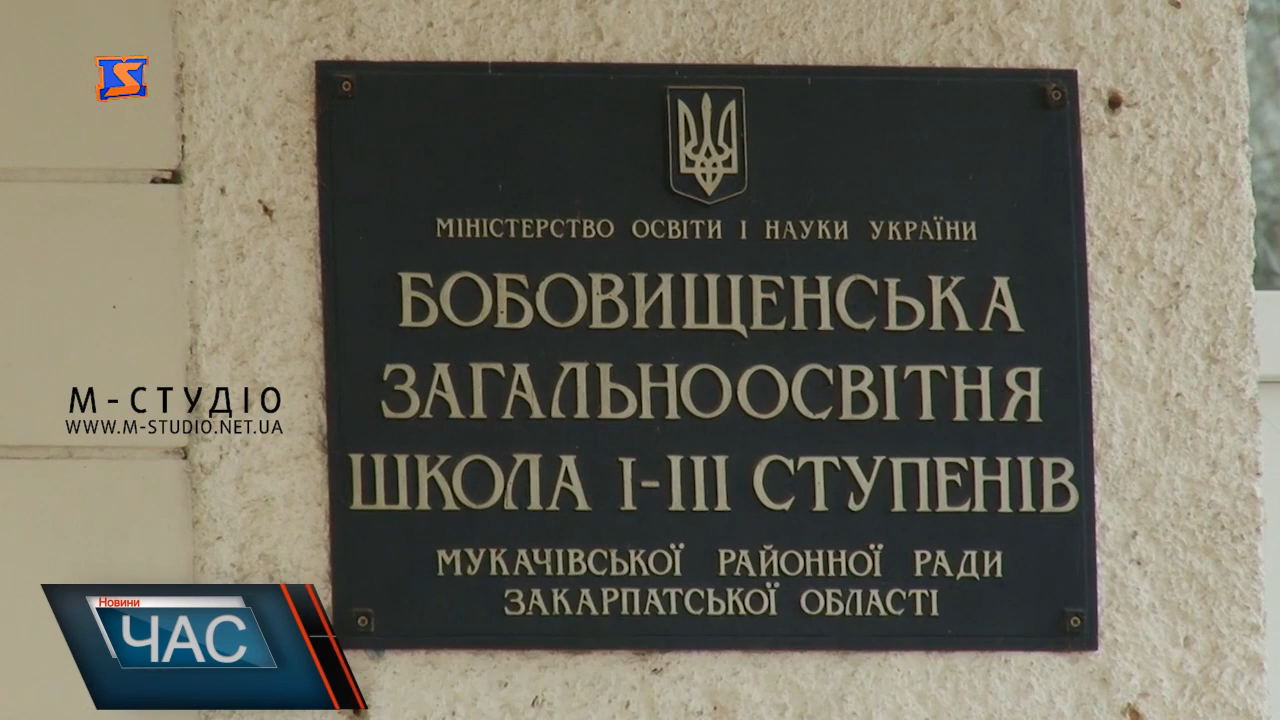 МІНІСТЕРСТВО ОСВІТИ І НАУКИ УКРАЇНИ
БОБОВИЩЕНСЬКА
ЗАГАЛЬНООСВІТНЯ
ШКОЛА І-ІІІ СТУПЕНІВ
МУКАЧІВСЬКОЇ РАЙОННОЇ РАДИ
ЗАКАРПАТСЬКОЇ ОБЛАСТІ
М-СТУДІО
WWW.M-STUDIO.NET.UA
Новини
ЧАС